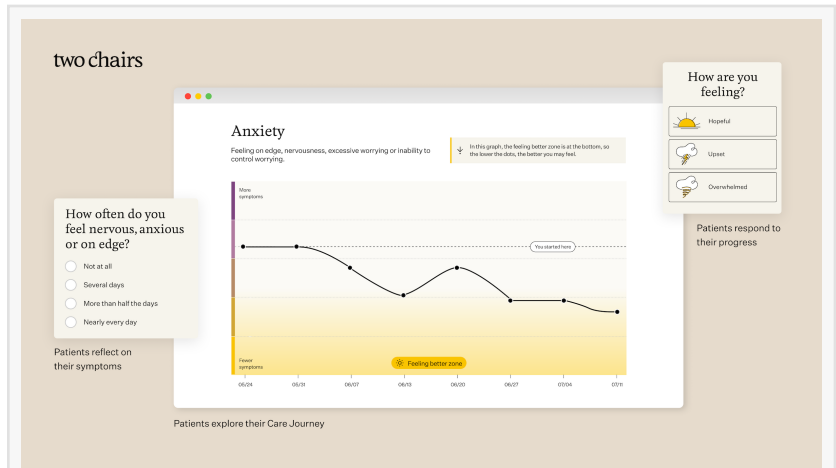 two chairs
How are you
feeling?
Hopeful
Upset
Overwhelmed
Patients respond to
their progress
Anxiety
Feeling on edge, nervousness, excessive worrying or inability to
control worrying.
In this graph, the feeling better zone is at the bottom, so
the lower the dots, the better you may feel.
More
symptoms
You started here
Fewer
symptoms
Feeling better zone
05/24
05/31
06/07
06/13
06/20
06/27
07/04
07/11
How often do you
feel nervous, anxious
or on edge?
Not at all
Several days
More than half the days
Nearly every day
Patients reflect on
their symptoms
Patients explore their Care Journey